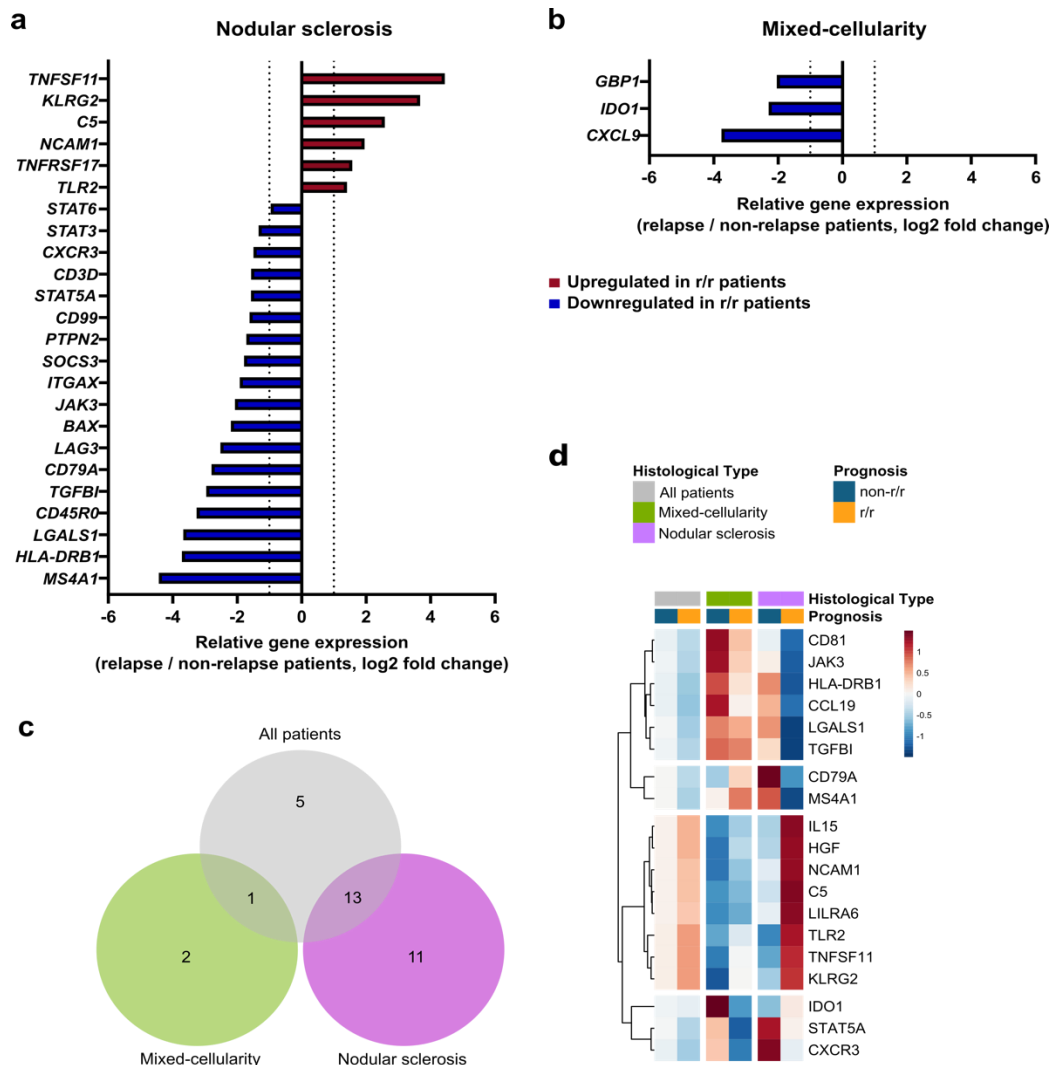 a
Nodular sclerosis
TNFSF11
KLRG2
C5
NCAM1
TNFRSF17
TLR2
STAT6
STAT3
CXCR3
CD3D
STAT5A
CD99
PTPN2
SOCS3
ITGAX
JAK3
BAX
LAG3
CD79A
TGFBI
CD45R0
LGALS1
HLA-DRB1
MS4A1
-6 -4 -2 0 2 4 6
Relative gene expression
(relapse / non-relapse patients, log2 fold change)
b
Mixed-cellularity
GBP1
IDO1
CXCL9
-6 -4 -2 0 2 4 6
Relative gene expression
(relapse / non-relapse patients, log2 fold change)
Upregulated in r/r patients
Downregulated in r/r patients
c
All patients
5
1
13
2
11
Mixed-cellularity
Nodular sclerosis
d
Histological Type
All patients
Mixed-cellularity
Nodular sclerosis
Prognosis
non-r/r
r/r
Histological Type
Prognosis
CD81
JAK3
HLA-DRB1
CCL19
LGALS1
TGFBI
CD79A
MS4A1
IL15
HGF
NCAM1
C5
LILRA6
TLR2
TNFSF11
KLRG2
IDO1
STAT5A
CXCR3
1
0.5
0
-0.5
-1